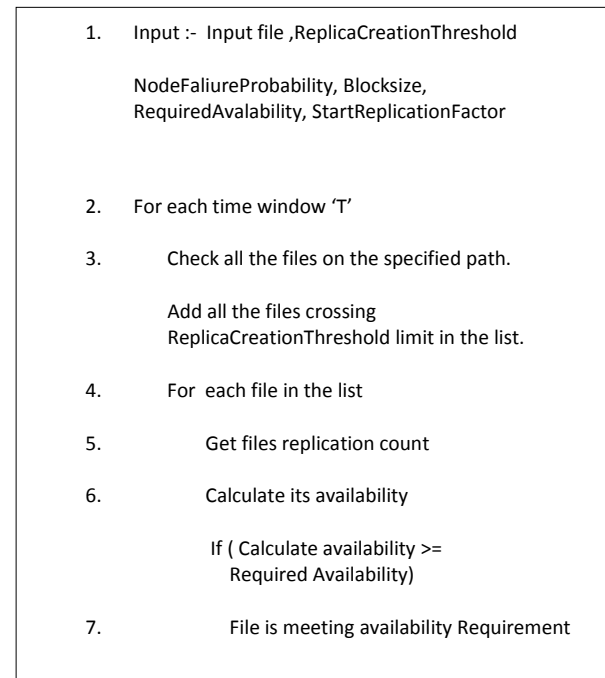 1. Input :- Input file ,ReplicaCreationThreshold
NodeFaliureProbability, Blocksize,
RequiredAvalability, StartReplicationFactor
2. For each time window ‘T’
3. Check all the files on the specified path.
Add all the files crossing
ReplicaCreationThreshold limit in the list.
4. For each file in the list
5. Get files replication count
6. Calculate its availability
If ( Calculate availability >=
Required Availability)
7. File is meeting availability Requirement